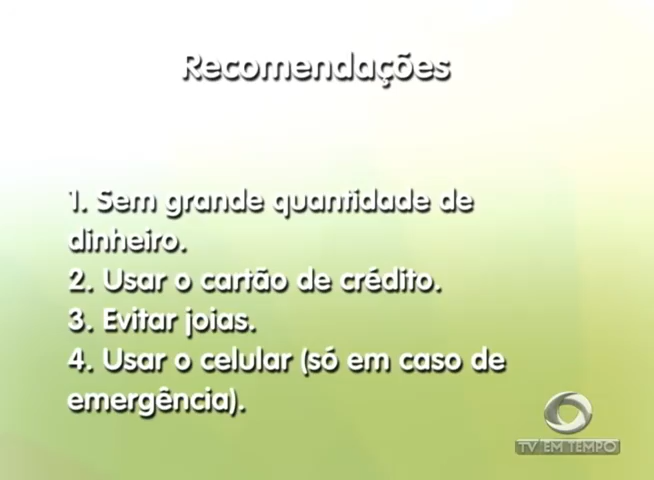 Recomendações
1. Sem grande quantidade de
dinheiro.
2. Usar o cartão de crédito.
3. Evitar joias.
4. Usar o celular (só em caso de
emergência).
TV EM TEMPO